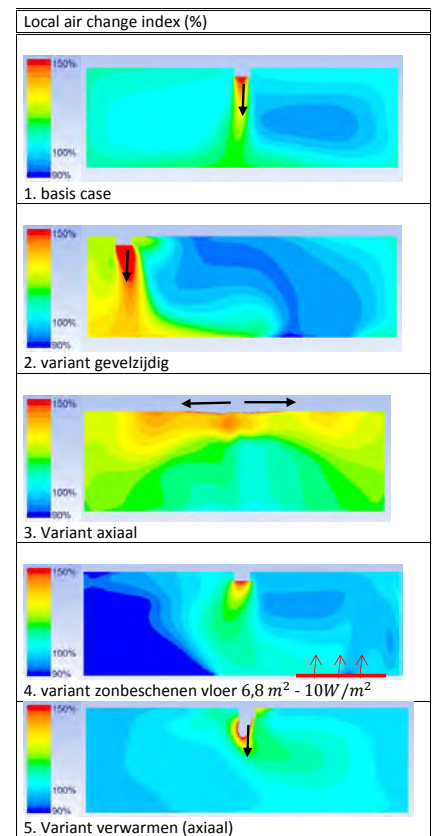 Local air change index (%)
150%
100%
90%
1. basis case
150%
100%
90%
2. variant gevelzijdig
150%
100%
90%
3. Variant axiaal
150%
100%
90%
4. variant zonbeschenen vloer 6,8 m² - 10W/m²
150%
100%
90%
5. Variant verwarmen (axiaal)